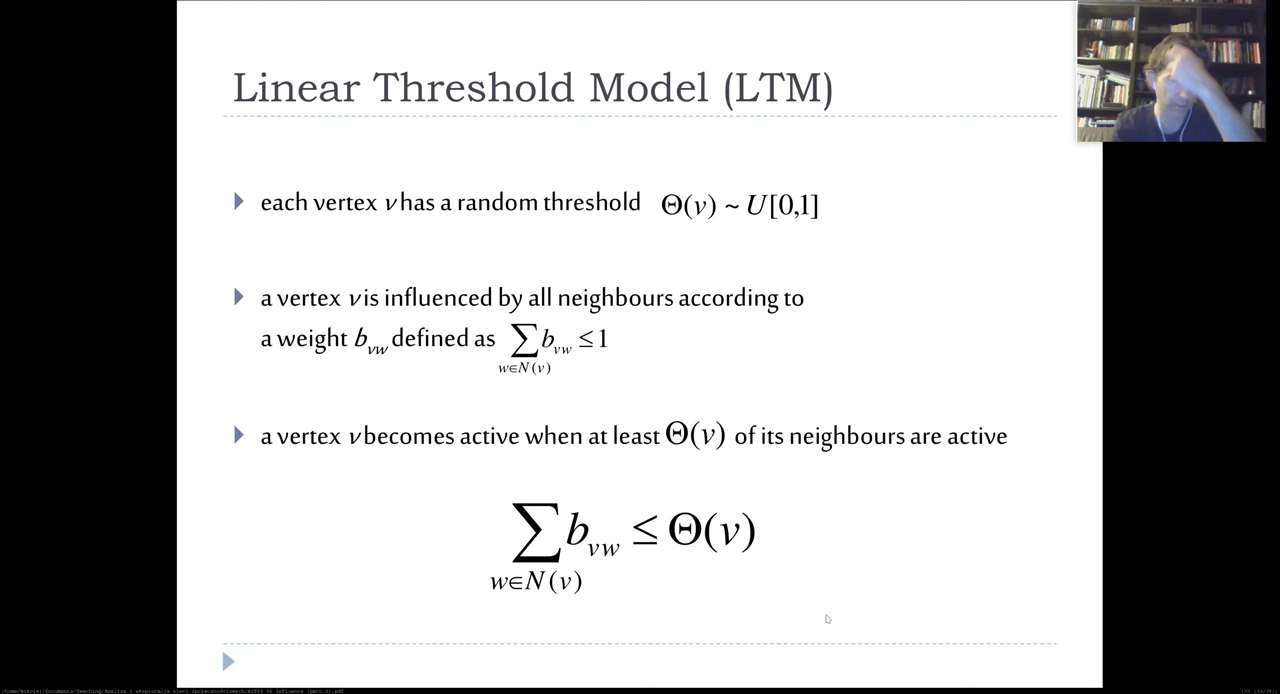 Linear Threshold Model (LTM)
each vertex v has a random threshold Θ(v) ~ U[0,1]
a vertex v is influenced by all neighbours according to
a weight b_vw defined as ∑_{w∈N(v)} b_vw ≤ 1
a vertex v becomes active when at least Θ(v) of its neighbours are active
∑_{w∈N(v)} b_vw ≤ Θ(v)